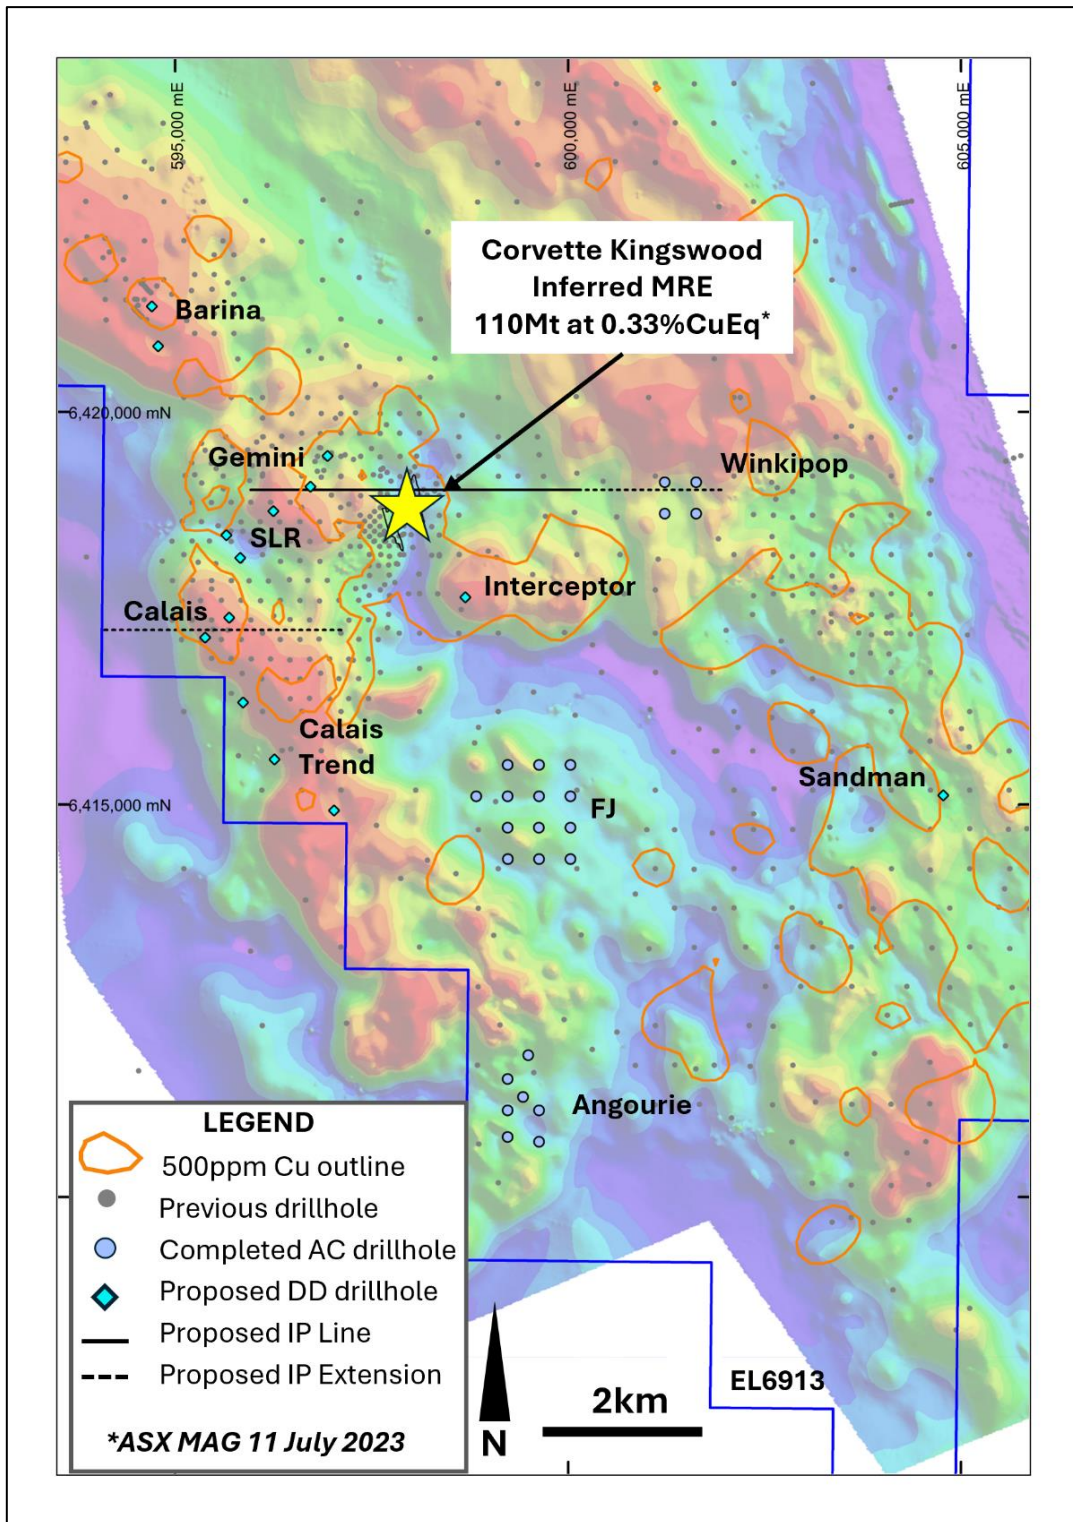 595,000 mE
600,000 mE
605,000 mE
Corvette Kingswood
Inferred MRE
110Mt at 0.33%CuEq*
Barina
6,420,000 mN
Gemini
Winkipop
SLR
Interceptor
Calais
Calais
Trend
Sandman
6,415,000 mN
FJ
Angourie
LEGEND
500ppm Cu outline
Previous drillhole
Completed AC drillhole
Proposed DD drillhole
Proposed IP Line
Proposed IP Extension
*ASX MAG 11 July 2023
N
2km
EL6913